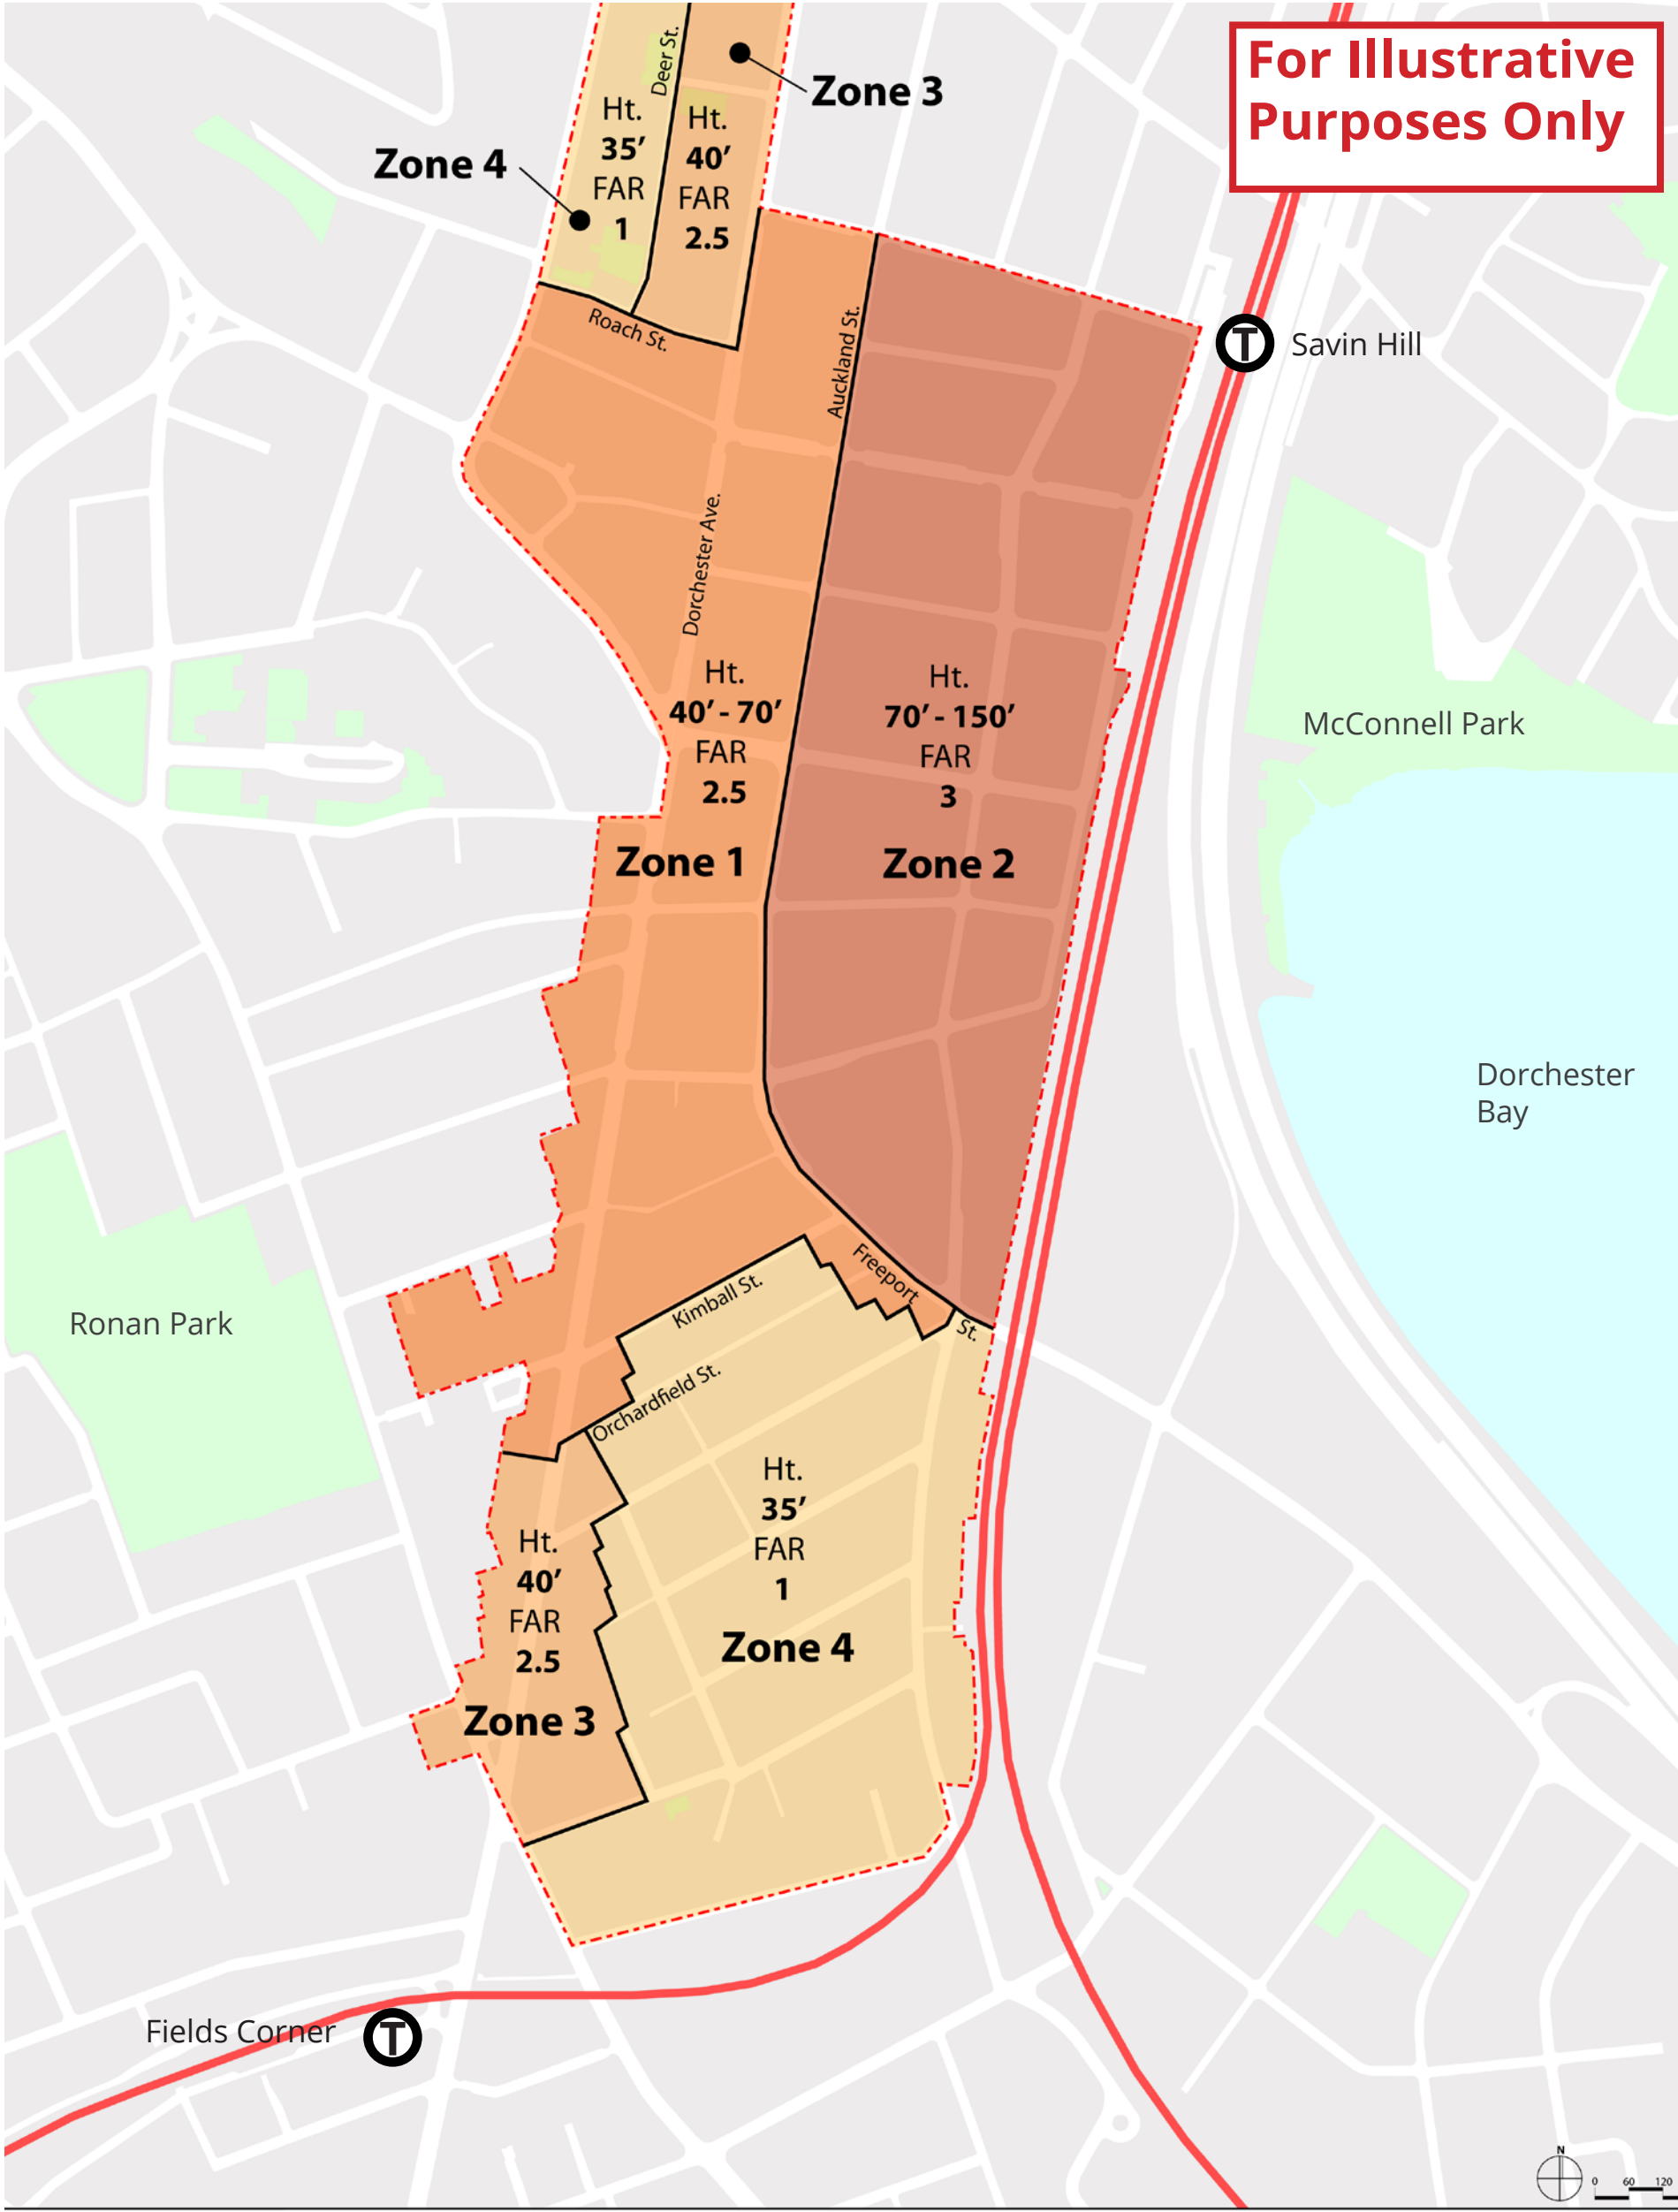 For Illustrative
Purposes Only
Deer St.
Zone 3
Ht.
35’
FAR
1
Ht.
40’
FAR
2.5
Zone 4
Roach St.
Auckland St.
T
Savin Hill
Dorchester Ave.
Ht.
40’ - 70’
FAR
2.5
Zone 1
Ht.
70’ - 150’
FAR
3
Zone 2
McConnell Park
Dorchester
Bay
Ronan Park
Freeport
St.
Kimball St.
Orchardfield St.
Ht.
35’
FAR
1
Zone 4
Ht.
40’
FAR
2.5
Zone 3
Fields Corner
T
N
0 60 120